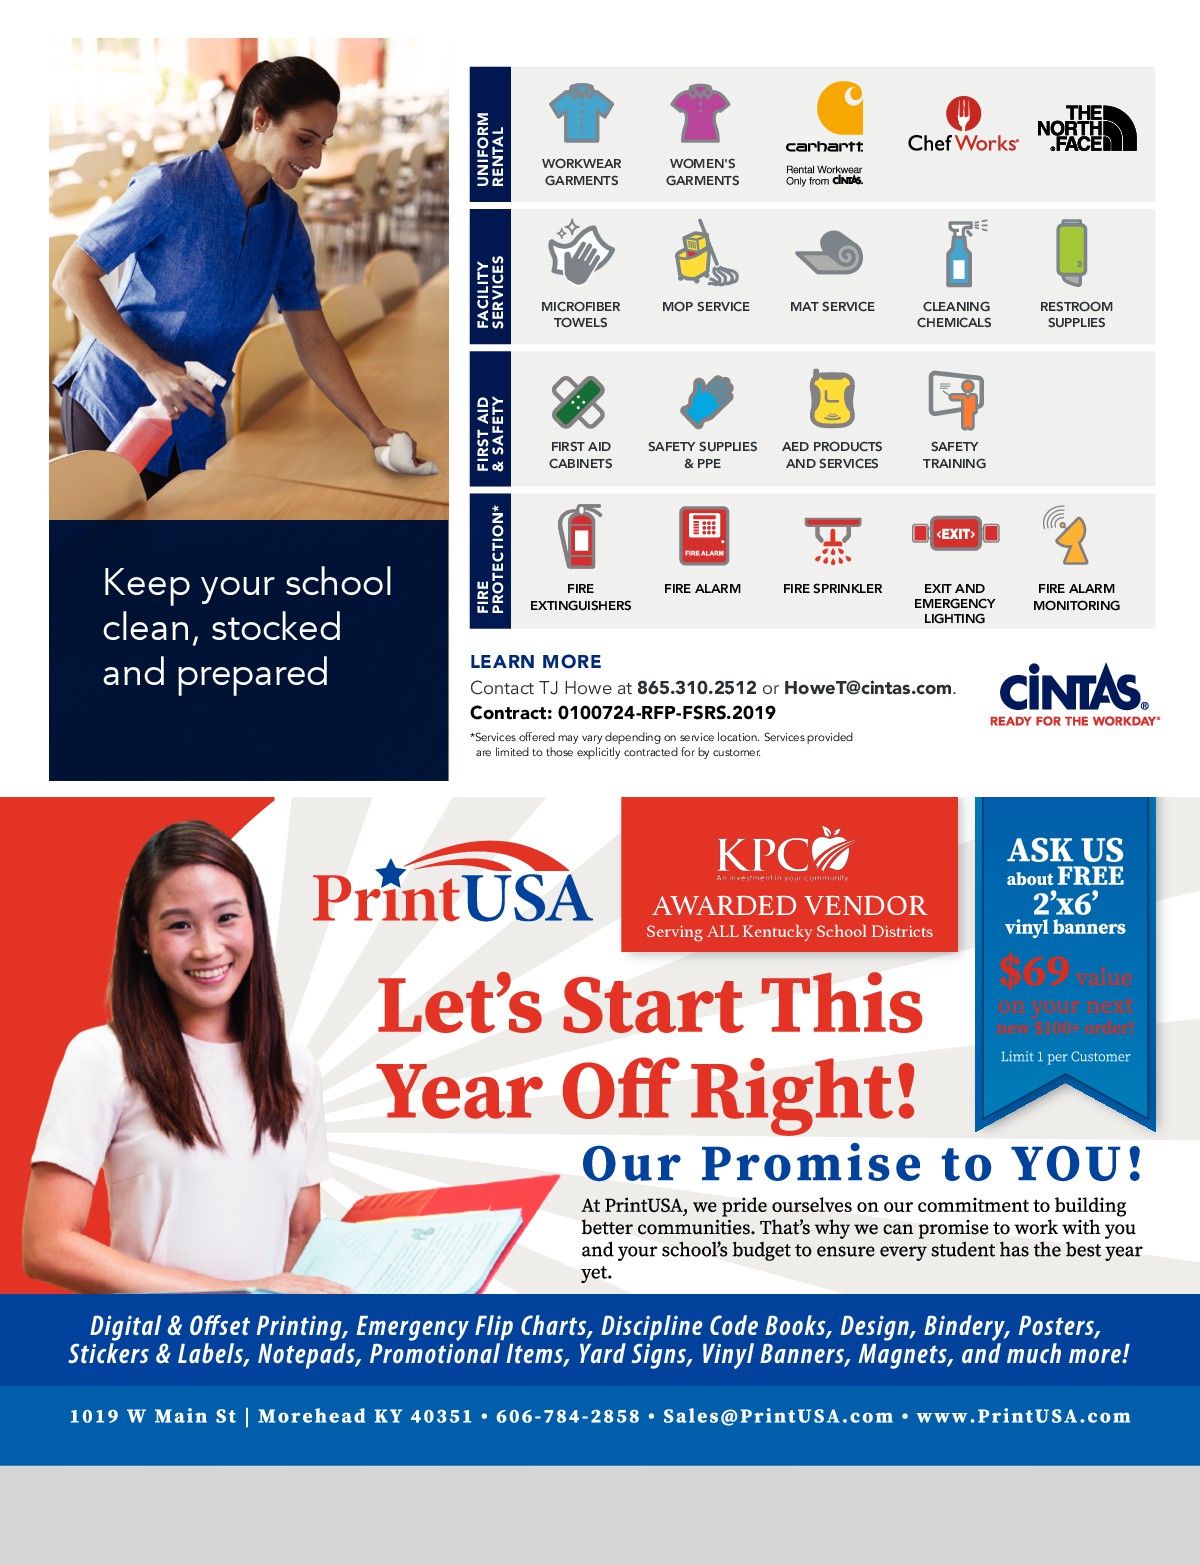 Keep your school
clean, stocked
and prepared
UNIFORM
RENTAL
WORKWEAR
GARMENTS
WOMEN'S
GARMENTS
carhartt
Rental Workwear
Only from CINTAS.
Chef Works®
THE
NORTH
FACE
FACILITY
SERVICES
MICROFIBER
TOWELS
MOP SERVICE
MAT SERVICE
CLEANING
CHEMICALS
RESTROOM
SUPPLIES
FIRST AID
& SAFETY
FIRST AID
CABINETS
SAFETY SUPPLIES
& PPE
AED PRODUCTS
AND SERVICES
SAFETY
TRAINING
FIRE
PROTECTION*
FIRE
EXTINGUISHERS
FIRE ALARM
FIRE ALARM
FIRE SPRINKLER
EXIT
EXIT AND
EMERGENCY
LIGHTING
FIRE ALARM
MONITORING
LEARN MORE
Contact TJ Howe at 865.310.2512 or HoweT@cintas.com.
Contract: 0100724-RFP-FSRS.2019
*Services offered may vary depending on service location. Services provided
are limited to those explicitly contracted for by customer.
CINTAS®
READY FOR THE WORKDAY®
PrintUSA
KPC
An investment in your community
AWARDED VENDOR
Serving ALL Kentucky School Districts
ASK US
about FREE
2'x6'
vinyl banners
$69 value
on your next
new $100+ order!
Limit 1 per Customer
Let's Start This
Year Off Right!
Our Promise to YOU!
At PrintUSA, we pride ourselves on our commitment to building
better communities. That's why we can promise to work with you
and your school's budget to ensure every student has the best year
yet.
Digital & Offset Printing, Emergency Flip Charts, Discipline Code Books, Design, Bindery, Posters,
Stickers & Labels, Notepads, Promotional Items, Yard Signs, Vinyl Banners, Magnets, and much more!
1019 W Main St | Morehead KY 40351 • 606-784-2858 • Sales@PrintUSA.com • www.PrintUSA.com